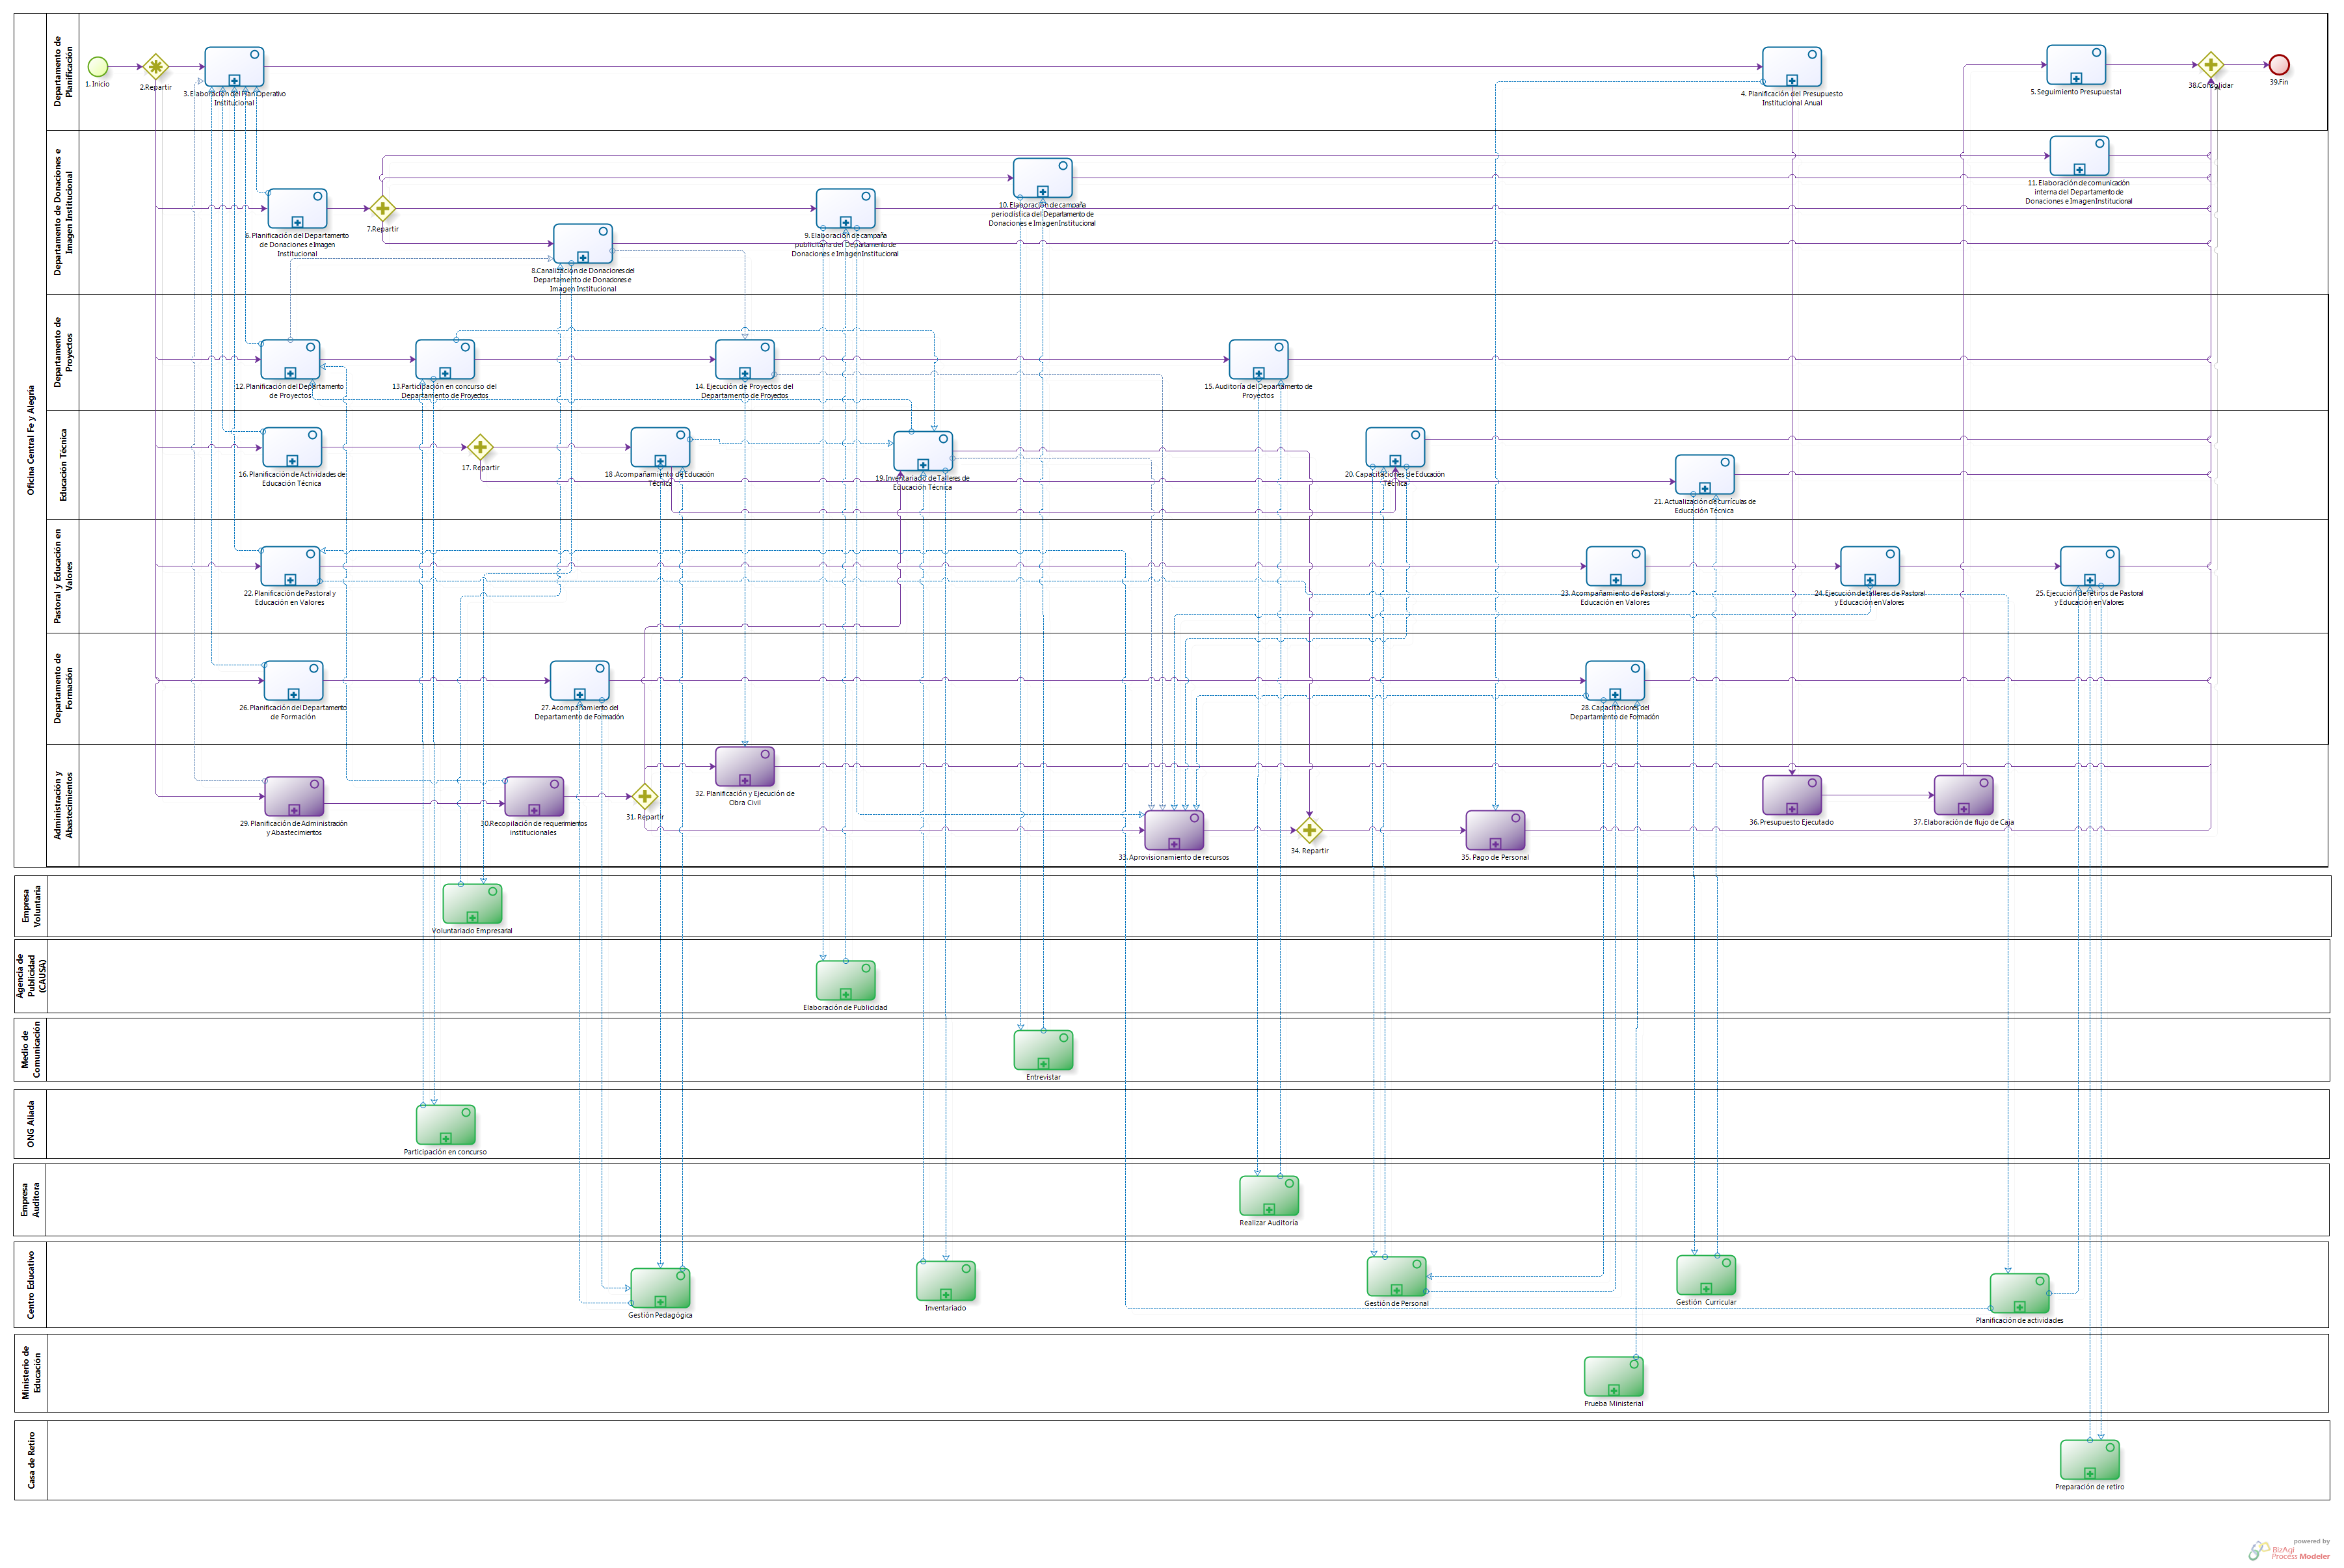 Oficina Central Fe y Alegría
Departamento de
Planificación
1. Inicio
2.Repartir
3. Elaboración del Plan Operativo
Institucional
4. Planificación del Presupuesto
Institucional Anual
5. Seguimiento Presupuestal
38.Consolidar
39.Fin
Departamento de Donaciones e
Imagen Institucional
6. Planificación del Departamento
de Donaciones e Imagen
Institucional
7.Repartir
8.Canalización de Donaciones del
Departamento de Donaciones e
Imagen Institucional
9. Elaboración de campaña
publicitaria del Departamento de
Donaciones e Imagen Institucional
10. Elaboración de campaña
periodística del Departamento de
Donaciones e Imagen Institucional
11. Elaboración de comunicación
interna del Departamento de
Donaciones e Imagen Institucional
Departamento de
Proyectos
12. Planificación del Departamento
de Proyectos
13.Participación en concurso del
Departamento de Proyectos
14. Ejecución de Proyectos del
Departamento de Proyectos
15. Auditoría del Departamento de
Proyectos
Educación Técnica
16. Planificación de Actividades de
Educación Técnica
17. Repartir
18.Acompañamiento de Educación
Técnica
19.Inventariado de Talleres de
Educación Técnica
20. Capacitaciones de Educación
Técnica
21. Actualización de currículas de
Educación Técnica
Pastoral y Educación en
Valores
22. Planificación de Pastoral y
Educación en Valores
23. Acompañamiento de Pastoral y
Educación en Valores
24. Ejecución de talleres de Pastoral
y Educación en Valores
25. Ejecución de retiros de Pastoral
y Educación en Valores
Departamento de
Formación
26. Planificación del Departamento
de Formación
27. Acompañamiento del
Departamento de Fomación
28. Capacitaciones del
Departamento de Formación
Administración y
Abastecimientos
29. Planificación de Administración
y Abastecimientos
30.Recopilación de requerimientos
institucionales
31. Repartir
32. Planificación y Ejecución de
Obra Civil
33. Aprovisionamiento de recursos
34. Repartir
35. Pago de Personal
36. Presupuesto Ejecutado
37. Elaboración de flujo de Caja
Empresa
Voluntaria
Voluntariado Empresarial
Agencia de
Publicidad
(CAUSA)
Elaboración de Publicidad
Medio de
Comunicación
Entrevistar
ONG Aliada
Participación en concurso
Empresa
Auditora
Realizar Auditoría
Centro Educativo
Gestión Pedagógica
Inventariado
Gestión de Personal
Gestión Curricular
Planificación de actividades
Ministerio de
Educación
Prueba Ministerial
Casa de Retiro
Preparación de retiro
powered by
BizAgi
Process Modeler